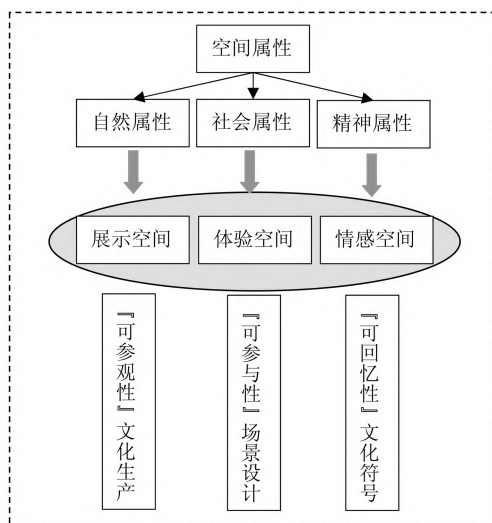 空间属性
自然属性
社会属性
精神属性
展示空间
体验空间
情感空间
『可参观性』文化生产
『可参与性』场景设计
『可回忆性』文化符号